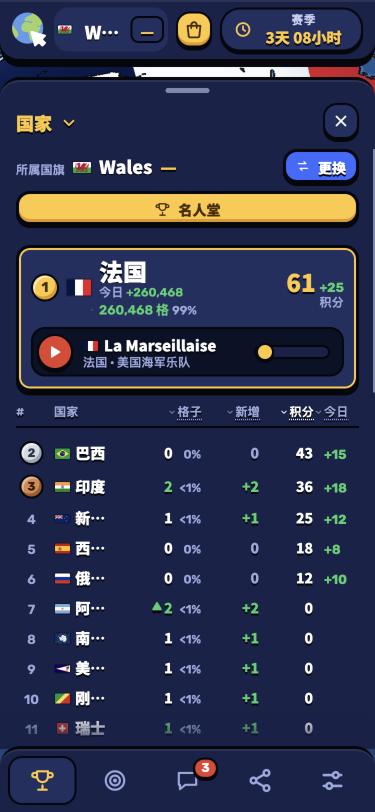 W… —
赛季
3天 08小时
国家
所属国旗 Wales — 更换
名人堂
1 法国 61 +25
今日 +260,468 积分
260,468 格 99%
La Marseillaise
法国 • 美国海军乐队
# 国家 格子 新增 积分 今日
2 巴西 0 0% 0 43 +15
3 印度 2 <1% +2 36 +18
4 新… 1 <1% +1 25 +12
5 西… 0 0% 0 18 +8
6 俄… 0 0% 0 12 +10
7 阿… ▲2 <1% +2 0
8 南… 1 <1% +1 0
9 美… 1 <1% +1 0
10 刚… 1 <1% +1 0
11 瑞士 1 <1% +1 0
3